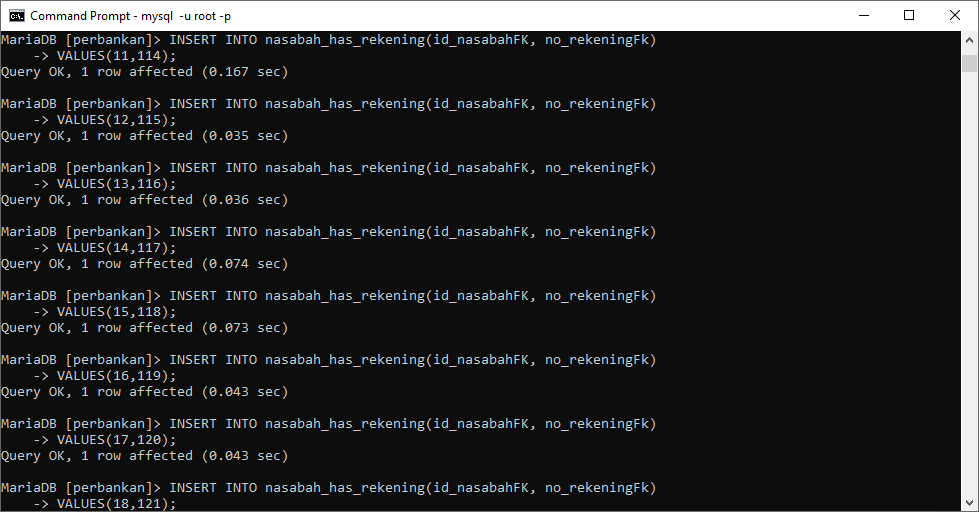 Command Prompt - mysql  -u root -p
MariaDB [perbankan]> INSERT INTO nasabah_has_rekening(id_nasabahFK, no_rekeningFk)
    -> VALUES(11,114);
Query OK, 1 row affected (0.167 sec)
MariaDB [perbankan]> INSERT INTO nasabah_has_rekening(id_nasabahFK, no_rekeningFk)
    -> VALUES(12,115);
Query OK, 1 row affected (0.035 sec)
MariaDB [perbankan]> INSERT INTO nasabah_has_rekening(id_nasabahFK, no_rekeningFk)
    -> VALUES(13,116);
Query OK, 1 row affected (0.036 sec)
MariaDB [perbankan]> INSERT INTO nasabah_has_rekening(id_nasabahFK, no_rekeningFk)
    -> VALUES(14,117);
Query OK, 1 row affected (0.074 sec)
MariaDB [perbankan]> INSERT INTO nasabah_has_rekening(id_nasabahFK, no_rekeningFk)
    -> VALUES(15,118);
Query OK, 1 row affected (0.073 sec)
MariaDB [perbankan]> INSERT INTO nasabah_has_rekening(id_nasabahFK, no_rekeningFk)
    -> VALUES(16,119);
Query OK, 1 row affected (0.043 sec)
MariaDB [perbankan]> INSERT INTO nasabah_has_rekening(id_nasabahFK, no_rekeningFk)
    -> VALUES(17,120);
Query OK, 1 row affected (0.043 sec)
MariaDB [perbankan]> INSERT INTO nasabah_has_rekening(id_nasabahFK, no_rekeningFk)
    -> VALUES(18,121);